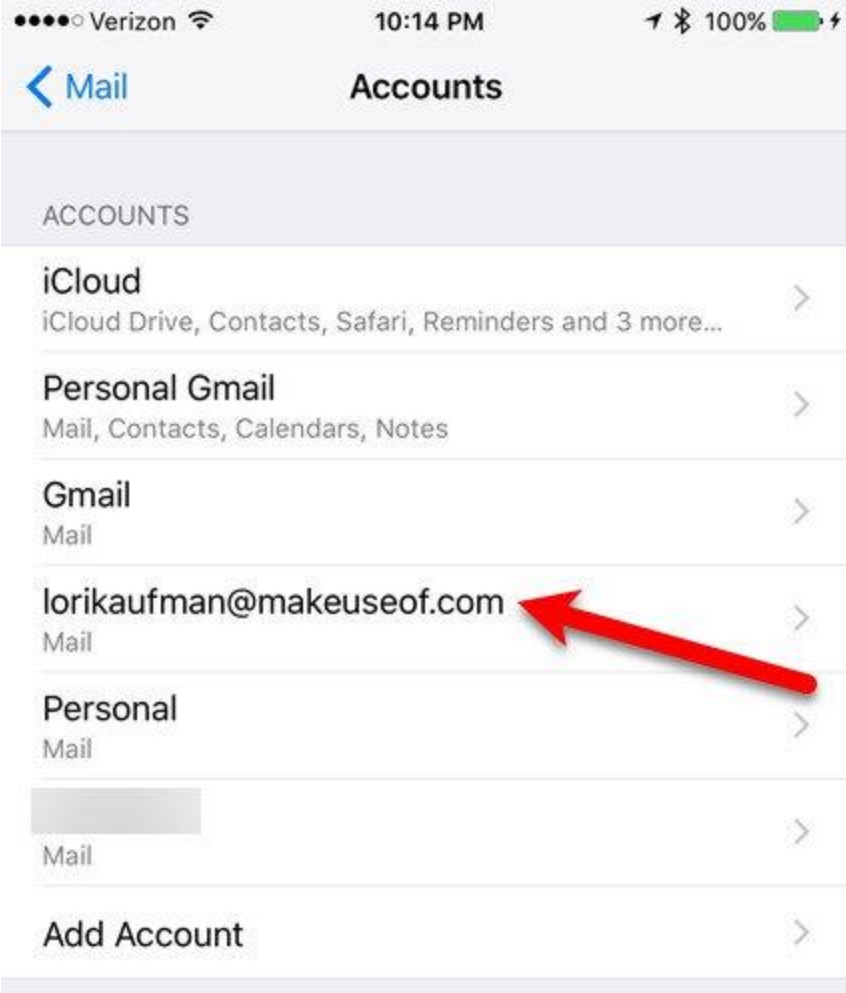 Verizon 10:14 PM 100%
Mail Accounts
ACCOUNTS
iCloud
iCloud Drive, Contacts, Safari, Reminders and 3 more...
Personal Gmail
Mail, Contacts, Calendars, Notes
Gmail
Mail
lorikaufman@makeuseof.com
Mail
Personal
Mail
Mail
Add Account